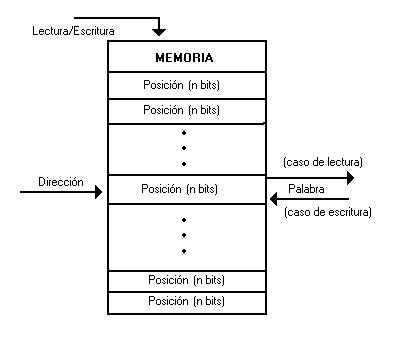 Lectura/Escritura
MEMORIA
Posición (n bits)
Posición (n bits)
(caso de lectura)
Dirección
Posición (n bits)
Palabra
(caso de escritura)
Posición (n bits)
Posición (n bits)